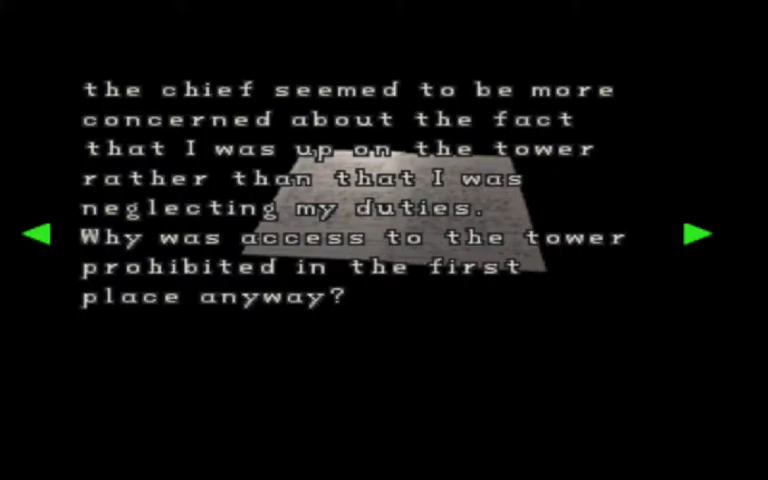 the chief seemed to be more
concerned about the fact
that I was up on the tower
rather than that I was
neglecting my duties.
Why was access to the tower
prohibited in the first
place anyway?